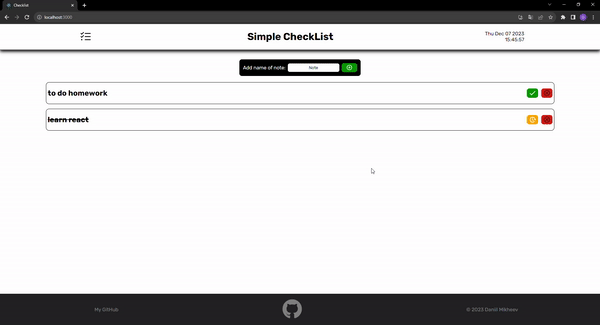 Checklist
localhost:3000
Simple CheckList
Thu Dec 07 2023
15:45:57
Add name of note:
Note
to do homework
learn react
My GitHub
© 2023 Daniil Mikheev